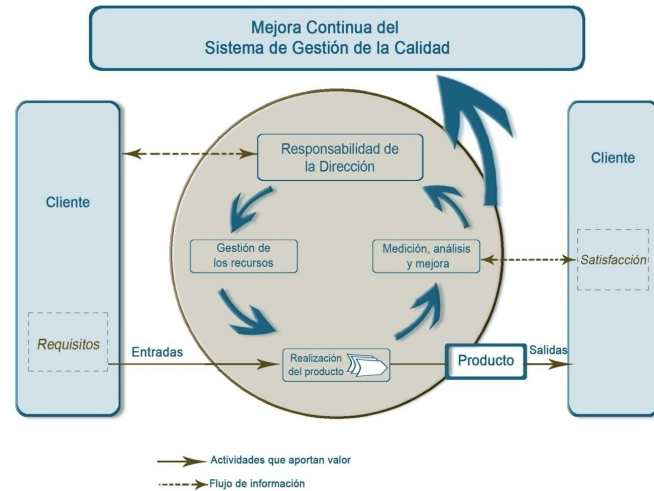 Mejora Continua del
Sistema de Gestión de la Calidad
Responsabilidad de
la Dirección
Cliente
Cliente
Gestión de
los recursos
Medición, análisis
y mejora
Satisfacción
Requisitos
Entradas
Realización
del producto
Producto
Salidas
Actividades que aportan valor
Flujo de información